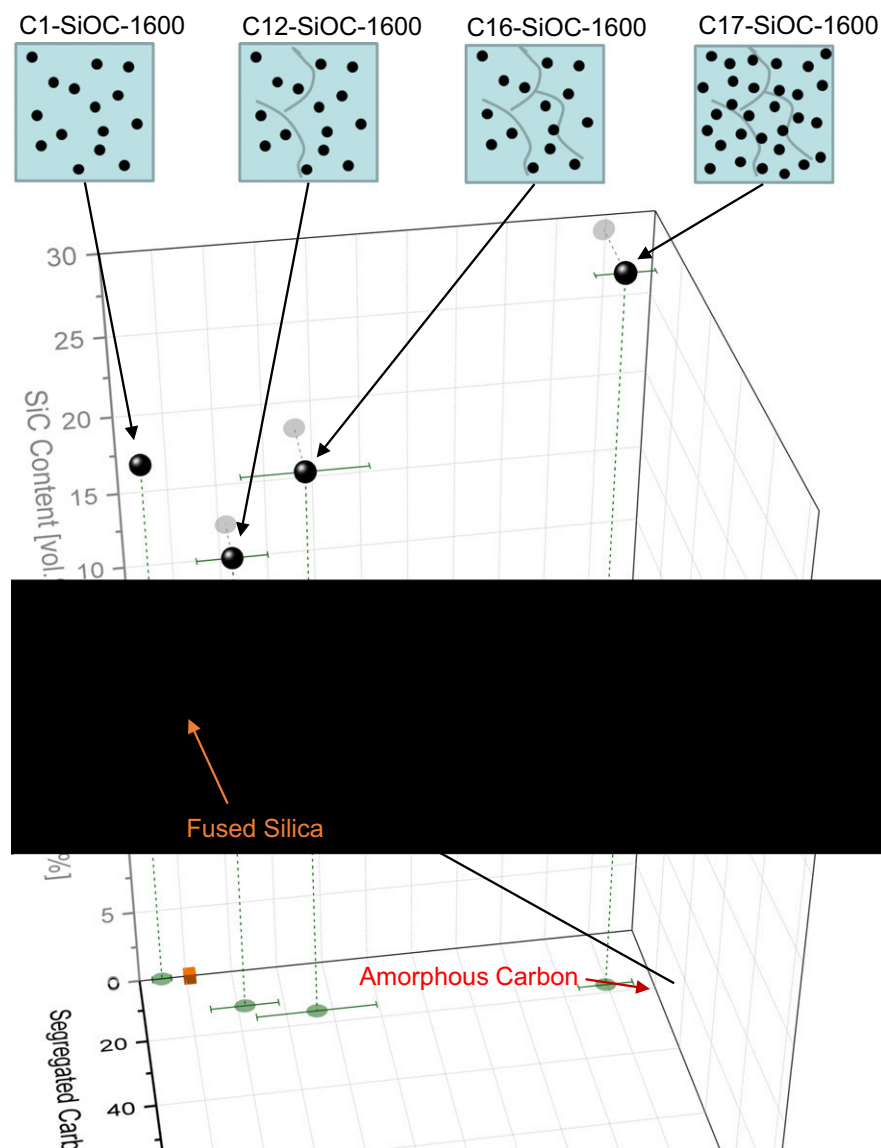 C1-SiOC-1600
C12-SiOC-1600
C16-SiOC-1600
C17-SiOC-1600
30
25
20
15
10
SiC Content [vol.
Fused Silica
%]
5
0
Amorphous Carbon
20
40
Segregated Carb